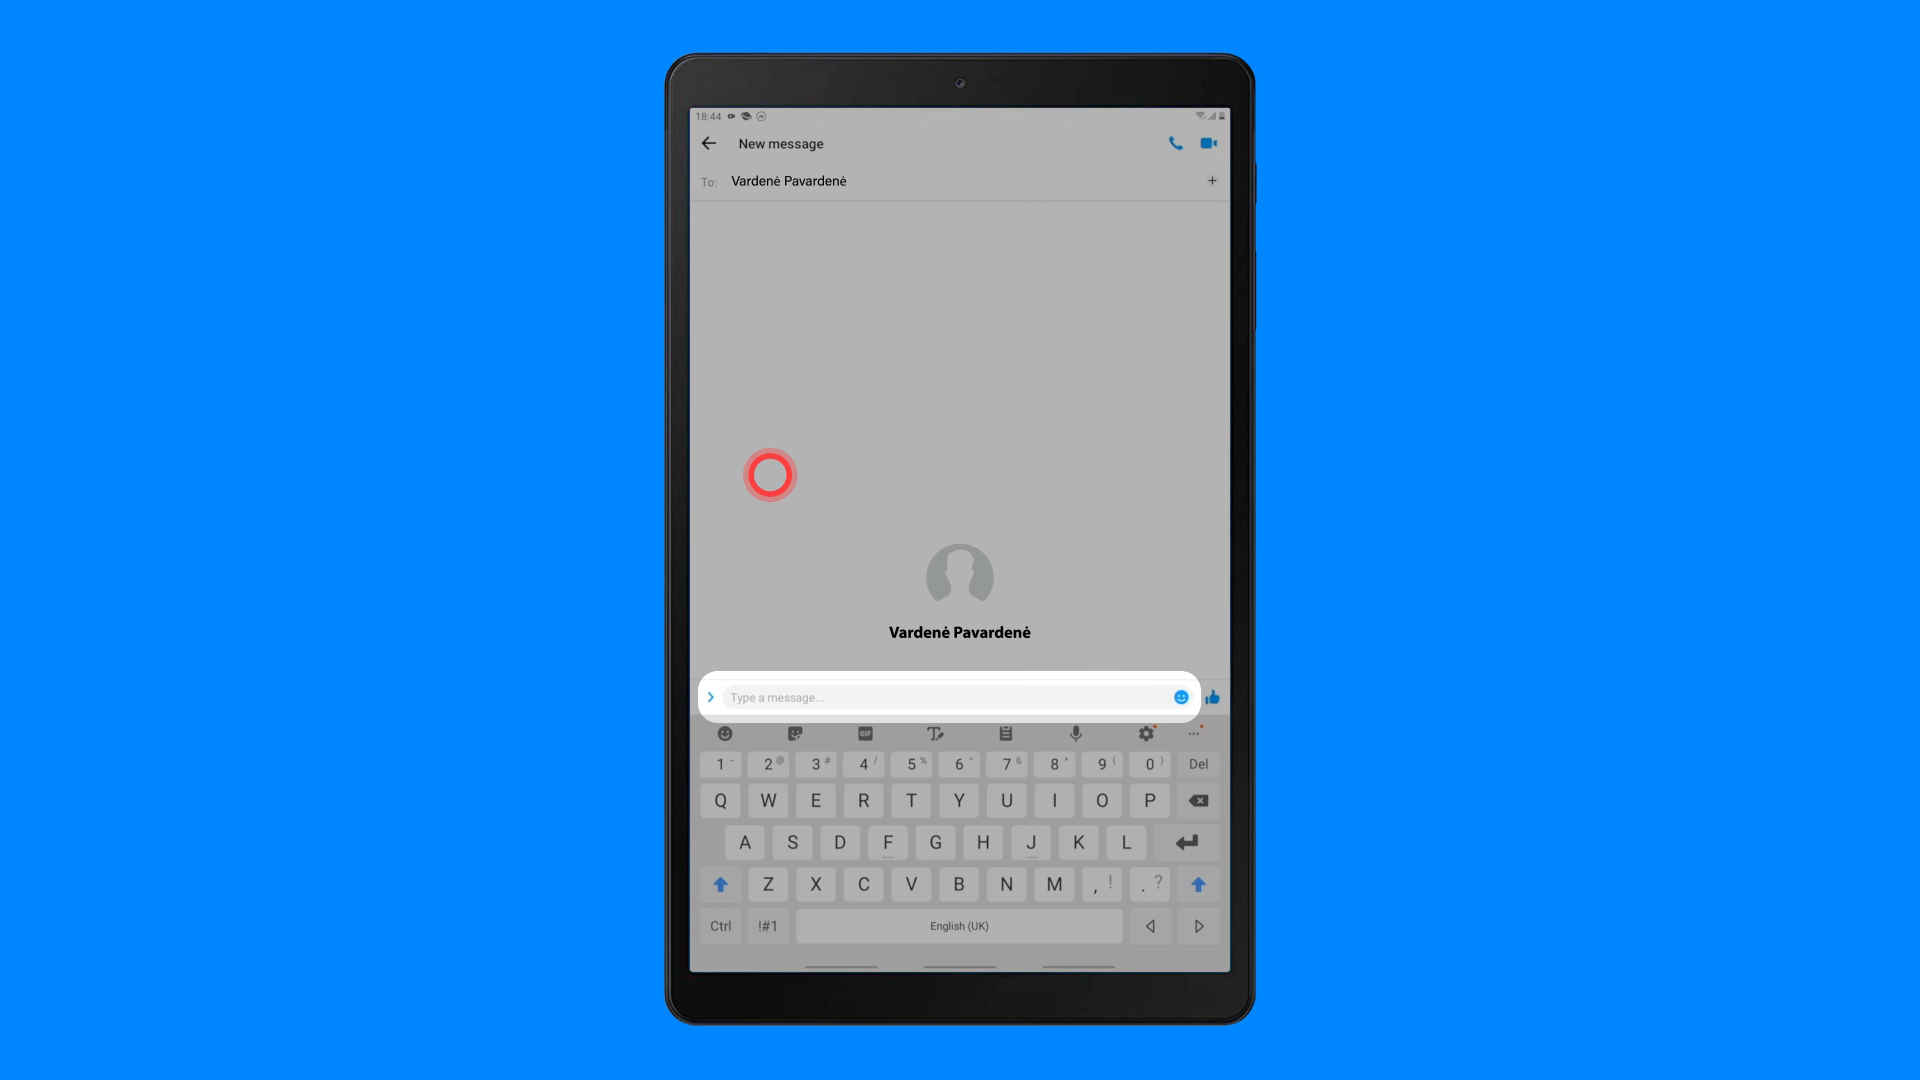 18:44
New message
To: Vardenė Pavardenė
+
Vardenė Pavardenė
Type a message...
GIF
1 - 2 @ 3 # 4 / 5 % 6 ^ 7 & 8 * 9 ( 0 ) Del
Q W E R T Y U I O P
A S D F G H J K L
Z X C V B N M , ! . ?
Ctrl !#1 English (UK)